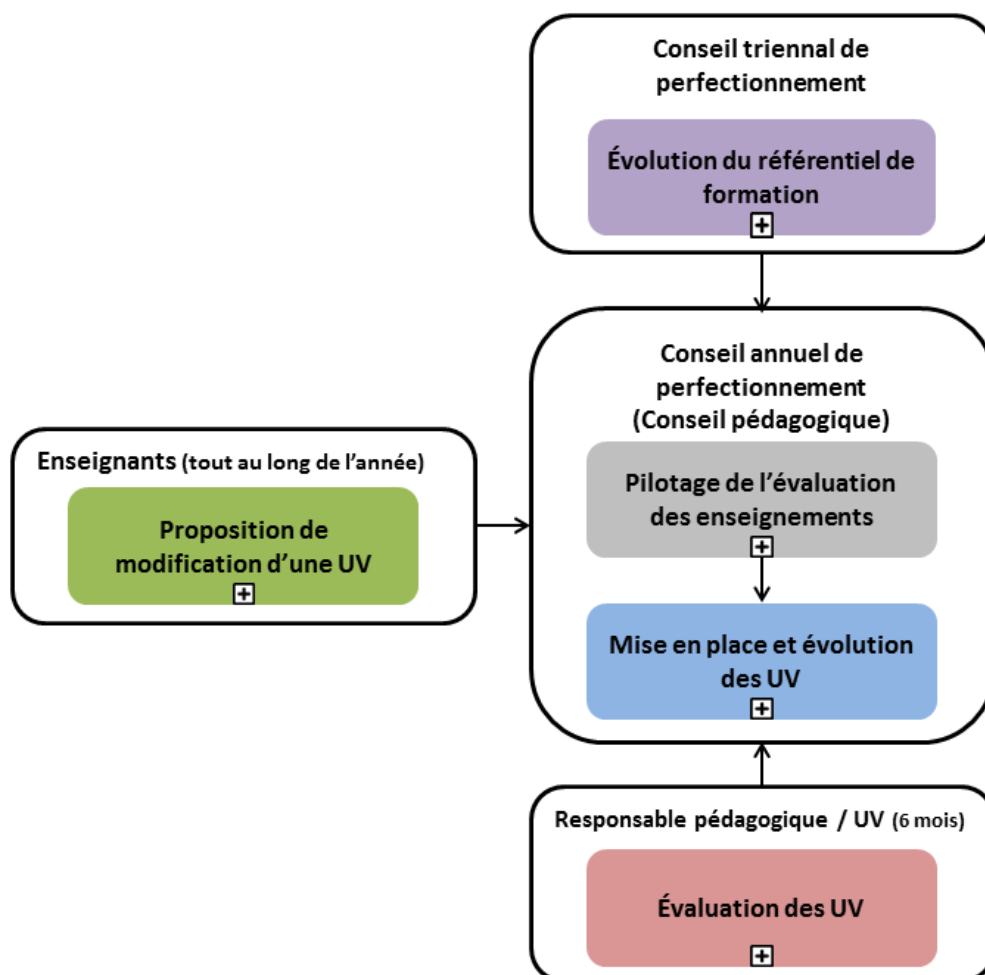 Conseil triennal de
perfectionnement
Évolution du référentiel de
formation
Conseil annuel de
perfectionnement
(Conseil pédagogique)
Enseignants (tout au long de l’année)
Proposition de
modification d’une UV
Pilotage de l’évaluation
des enseignements
Mise en place et évolution
des UV
Responsable pédagogique / UV (6 mois)
Évaluation des UV